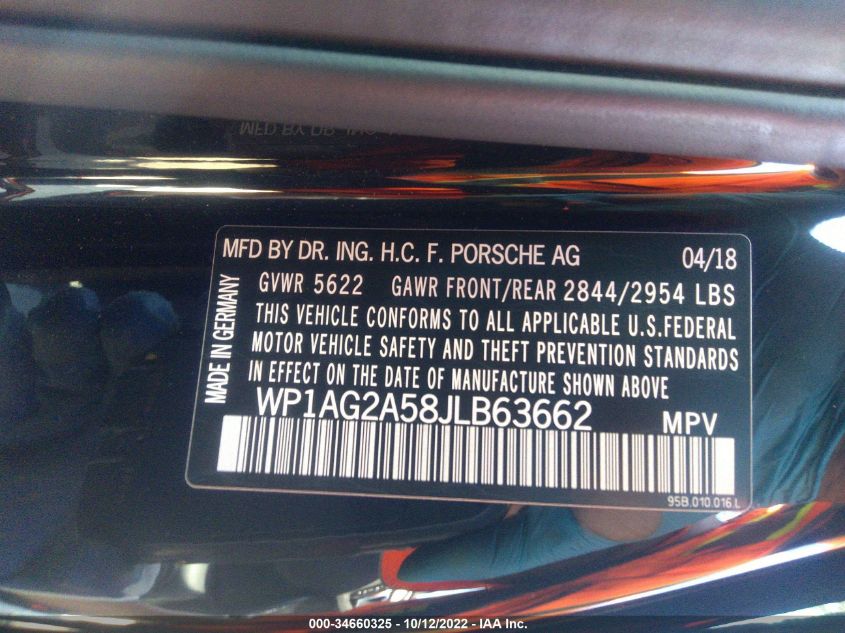 MFD BY DR. ING. H.C. F. PORSCHE AG 04/18
GVWR 5622 GAWR FRONT/REAR 2844/2954 LBS
THIS VEHICLE CONFORMS TO ALL APPLICABLE U.S.FEDERAL
MOTOR VEHICLE SAFETY AND THEFT PREVENTION STANDARDS
IN EFFECT ON THE DATE OF MANUFACTURE SHOWN ABOVE
MADE IN GERMANY
WP1AG2A58JLB63662 MPV
95B.010.016.L
000-34660325 - 10/12/2022 - IAA Inc.